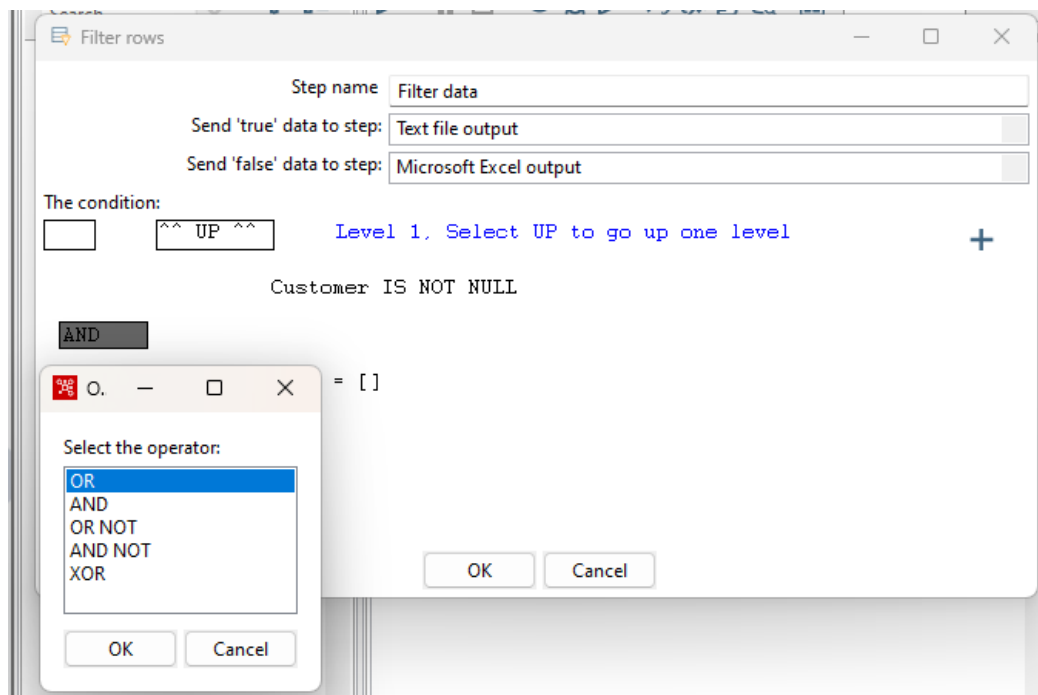 Search
Filter rows
Step name Filter data
Send 'true' data to step: Text file output
Send 'false' data to step: Microsoft Excel output
The condition:
^^ UP ^^ Level 1, Select UP to go up one level
Customer IS NOT NULL
AND
= []
O.
Select the operator:
OR
AND
OR NOT
AND NOT
XOR
OK Cancel
OK Cancel